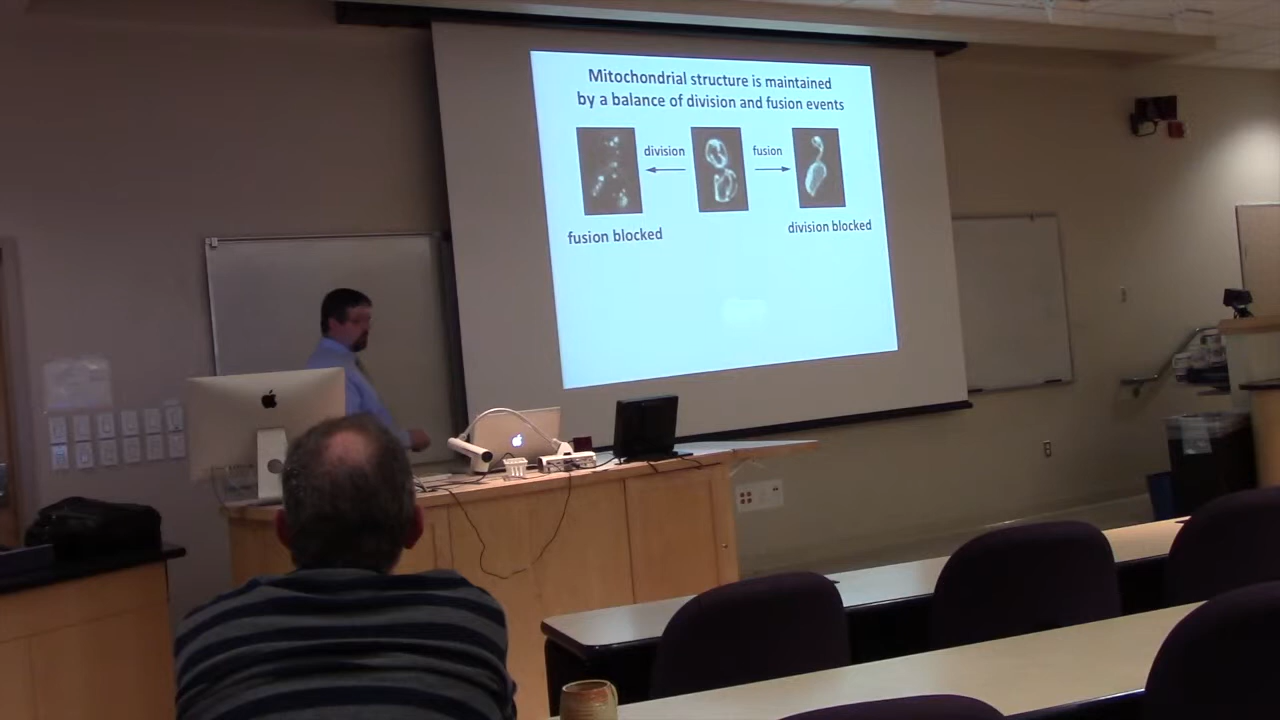 Mitochondrial structure is maintained
by a balance of division and fusion events
division
fusion
fusion blocked
division blocked